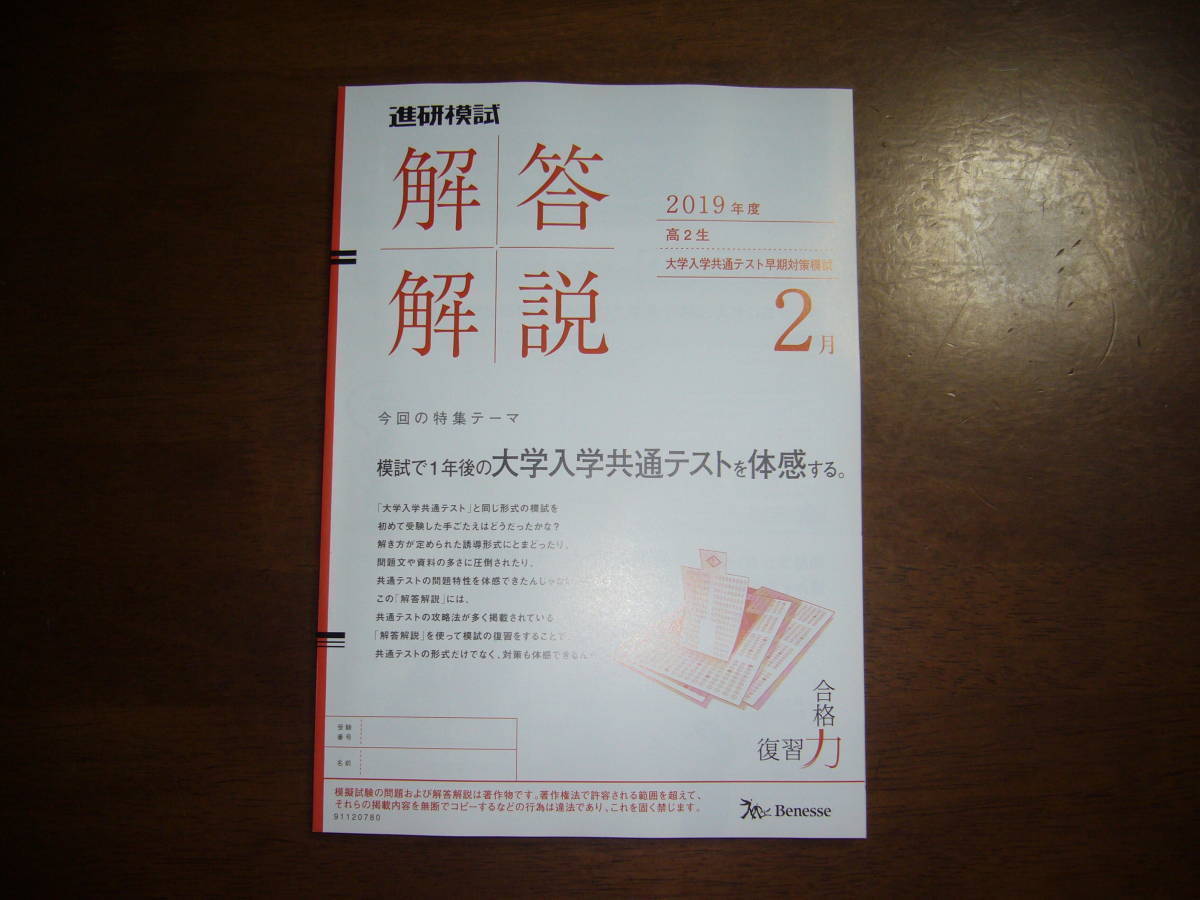 進研模試
解答
解説
2019年度
高2生
大学入学共通テスト早期対策模試
2月
今回の特集テーマ
模試で1年後の大学入学共通テストを体感する。
「大学入学共通テスト」と同じ形式の模試を
初めて受験した手ごたえはどうだったかな?
解き方が定められた誘導形式にとまどったり、
問題文や資料の多さに圧倒されたり、
共通テストの問題特性を体感できたんじゃない
この「解答解説」には、
共通テストの攻略法が多く掲載されている
「解答解説」を使って模試の復習をすることで
共通テストの形式だけでなく、対策も体感できる
合格力
復習力
受験番号
名前
模擬試験の問題および解答解説は著作物です。著作権法で許容される範囲を超えて、
それらの掲載内容を無断でコピーするなどの行為は違法であり、これを固く禁じます。
91120780
Benesse